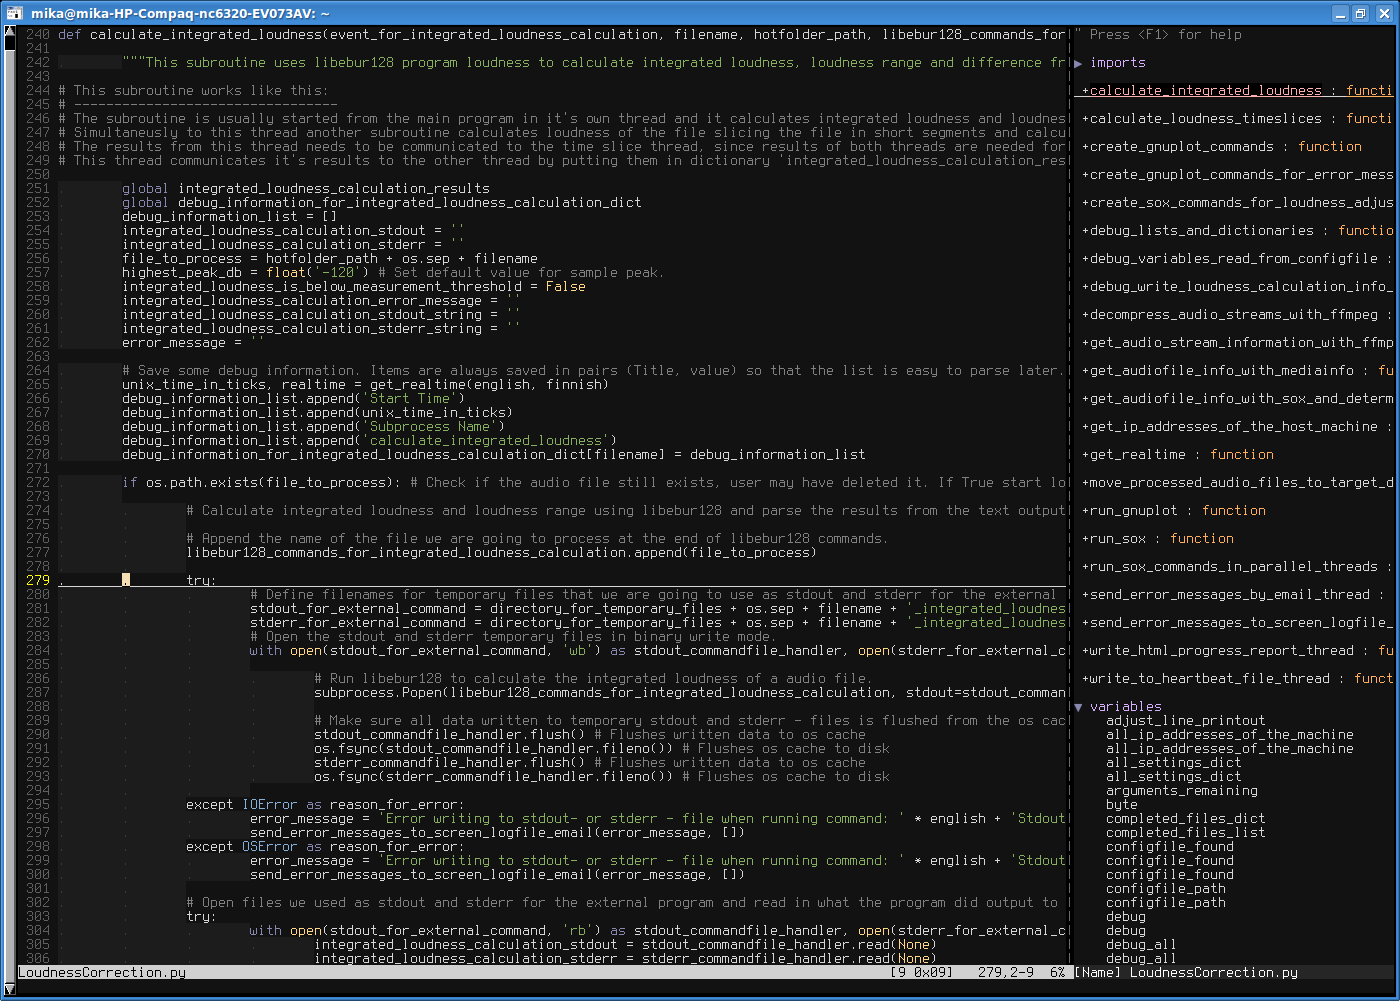 mika@mika-HP-Compaq-nc6320-EV073AV: ~
240 def calculate_integrated_loudness(event_for_integrated_loudness_calculation, filename, hotfolder_path, libebur128_commands_for
241
242 """This subroutine uses libebur128 program loudness to calculate integrated loudness, loudness range and difference fr
243
244 # This subroutine works like this:
245 # ---------------------------------
246 # The subroutine is usually started from the main program in it's own thread and it calculates integrated loudness and loudnes
247 # Simultaneusly to this thread another subroutine calculates loudness of the file slicing the file in short segments and calcu
248 # The results from this thread needs to be communicated to the time slice thread, since results of both threads are needed for
249 # This thread communicates it's results to the other thread by putting them in dictionary 'integrated_loudness_calculation_res
250
251 global integrated_loudness_calculation_results
252 global debug_information_for_integrated_loudness_calculation_dict
253 debug_information_list = []
254 integrated_loudness_calculation_stdout = ''
255 integrated_loudness_calculation_stderr = ''
256 file_to_process = hotfolder_path + os.sep + filename
257 highest_peak_db = float('-120') # Set default value for sample peak.
258 integrated_loudness_is_below_measurement_threshold = False
259 integrated_loudness_calculation_error_message = ''
260 integrated_loudness_calculation_stdout_string = ''
261 integrated_loudness_calculation_stderr_string = ''
262 error_message = ''
263
264 # Save some debug information. Items are always saved in pairs (Title, value) so that the list is easy to parse later.
265 unix_time_in_ticks, realtime = get_realtime(english, finnish)
266 debug_information_list.append('Start Time')
267 debug_information_list.append(unix_time_in_ticks)
268 debug_information_list.append('Subprocess Name')
269 debug_information_list.append('calculate_integrated_loudness')
270 debug_information_for_integrated_loudness_calculation_dict[filename] = debug_information_list
271
272 if os.path.exists(file_to_process): # Check if the audio file still exists, user may have deleted it. If True start lo
273
274 # Calculate integrated loudness and loudness range using libebur128 and parse the results from the text output
275
276 # Append the name of the file we are going to process at the end of libebur128 commands.
277 libebur128_commands_for_integrated_loudness_calculation.append(file_to_process)
278
279 try:
280 # Define filenames for temporary files that we are going to use as stdout and stderr for the external
281 stdout_for_external_command = directory_for_temporary_files + os.sep + filename + '_integrated_loudnes
282 stderr_for_external_command = directory_for_temporary_files + os.sep + filename + '_integrated_loudnes
283 # Open the stdout and stderr temporary files in binary write mode.
284 with open(stdout_for_external_command, 'wb') as stdout_commandfile_handler, open(stderr_for_external_c
285
286 # Run libebur128 to calculate the integrated loudness of a audio file.
287 subprocess.Popen(libebur128_commands_for_integrated_loudness_calculation, stdout=stdout_comman
288
289 # Make sure all data written to temporary stdout and stderr - files is flushed from the os cac
290 stdout_commandfile_handler.flush() # Flushes written data to os cache
291 os.fsync(stdout_commandfile_handler.fileno()) # Flushes os cache to disk
292 stderr_commandfile_handler.flush() # Flushes written data to os cache
293 os.fsync(stderr_commandfile_handler.fileno()) # Flushes os cache to disk
294
295 except IOError as reason_for_error:
296 error_message = 'Error writing to stdout- or stderr - file when running command: ' * english + 'Stdout
297 send_error_messages_to_screen_logfile_email(error_message, [])
298 except OSError as reason_for_error:
299 error_message = 'Error writing to stdout- or stderr - file when running command: ' * english + 'Stdout
300 send_error_messages_to_screen_logfile_email(error_message, [])
301
302 # Open files we used as stdout and stderr for the external program and read in what the program did output to
303 try:
304 with open(stdout_for_external_command, 'rb') as stdout_commandfile_handler, open(stderr_for_external_c
305 integrated_loudness_calculation_stdout = stdout_commandfile_handler.read(None)
306 integrated_loudness_calculation_stderr = stderr_commandfile_handler.read(None)
LoudnessCorrection.py [9 0x09] 279,2-9 6%
" Press <F1> for help
▶ imports
+calculate_integrated_loudness : functi
+calculate_loudness_timeslices : functi
+create_gnuplot_commands : function
+create_gnuplot_commands_for_error_mess
+create_sox_commands_for_loudness_adjus
+debug_lists_and_dictionaries : functio
+debug_variables_read_from_configfile :
+debug_write_loudness_calculation_info_
+decompress_audio_streams_with_ffmpeg :
+get_audio_stream_information_with_ffmp
+get_audiofile_info_with_mediainfo : fu
+get_audiofile_info_with_sox_and_determ
+get_ip_addresses_of_the_host_machine :
+get_realtime : function
+move_processed_audio_files_to_target_d
+run_gnuplot : function
+run_sox : function
+run_sox_commands_in_parallel_threads :
+send_error_messages_by_email_thread :
+send_error_messages_to_screen_logfile_
+write_html_progress_report_thread : fu
+write_to_heartbeat_file_thread : funct
▼ variables
adjust_line_printout
all_ip_addresses_of_the_machine
all_ip_addresses_of_the_machine
all_settings_dict
all_settings_dict
arguments_remaining
byte
completed_files_dict
completed_files_list
configfile_found
configfile_found
configfile_found
configfile_path
configfile_path
debug
debug
debug_all
debug_all
[Name] LoudnessCorrection.py